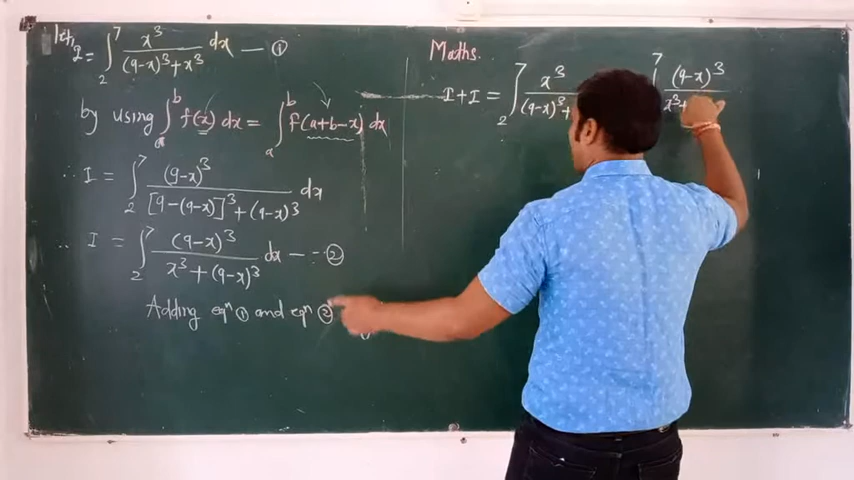 I = ∫₂⁷ x³/((9-x)³+x³) dx — ①
by using ∫ₐᵇ f(x) dx = ∫ₐᵇ f(a+b-x) dx
∴ I = ∫₂⁷ (9-x)³/([9-(9-x)]³+(9-x)³) dx
∴ I = ∫₂⁷ (9-x)³/(x³+(9-x)³) dx — ②
Adding eqⁿ ① and eqⁿ ②
Maths.
I+I = ∫₂⁷ x³/((9-x)³+ ⁷ (9-x)³/x³+